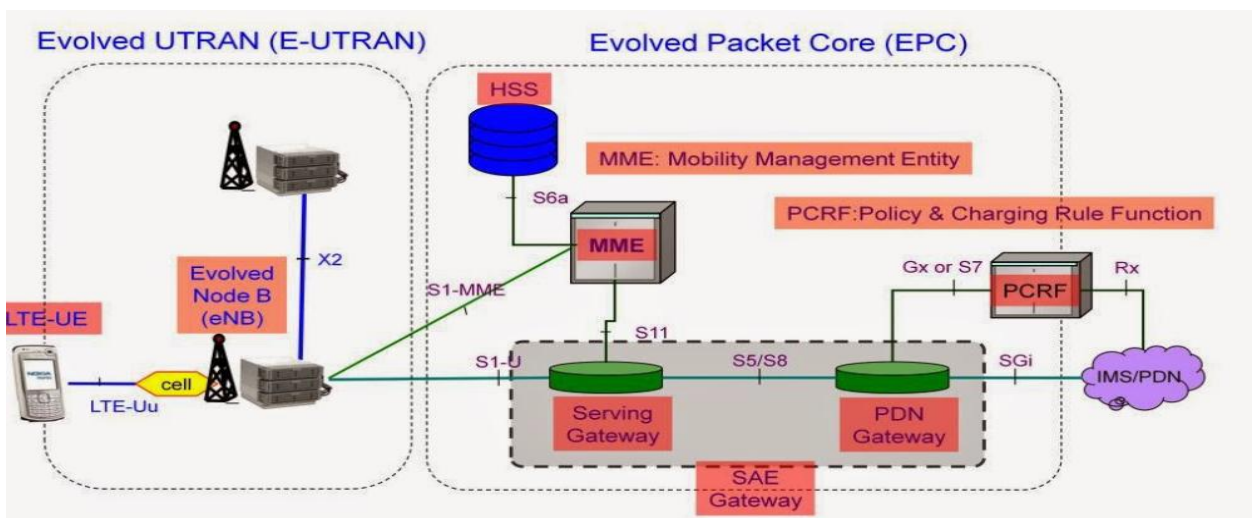 Evolved UTRAN (E-UTRAN)
Evolved Packet Core (EPC)
HSS
MME: Mobility Management Entity
S6a
PCRF:Policy & Charging Rule Function
MME
X2
Evolved
Node B
(eNB)
Gx or S7
Rx
PCRF
S1-MME
LTE-UE
S11
S1-U
S5/S8
SGi
NOKIA
cell
IMS/PDN
LTE-Uu
Serving
Gateway
PDN
Gateway
SAE
Gateway